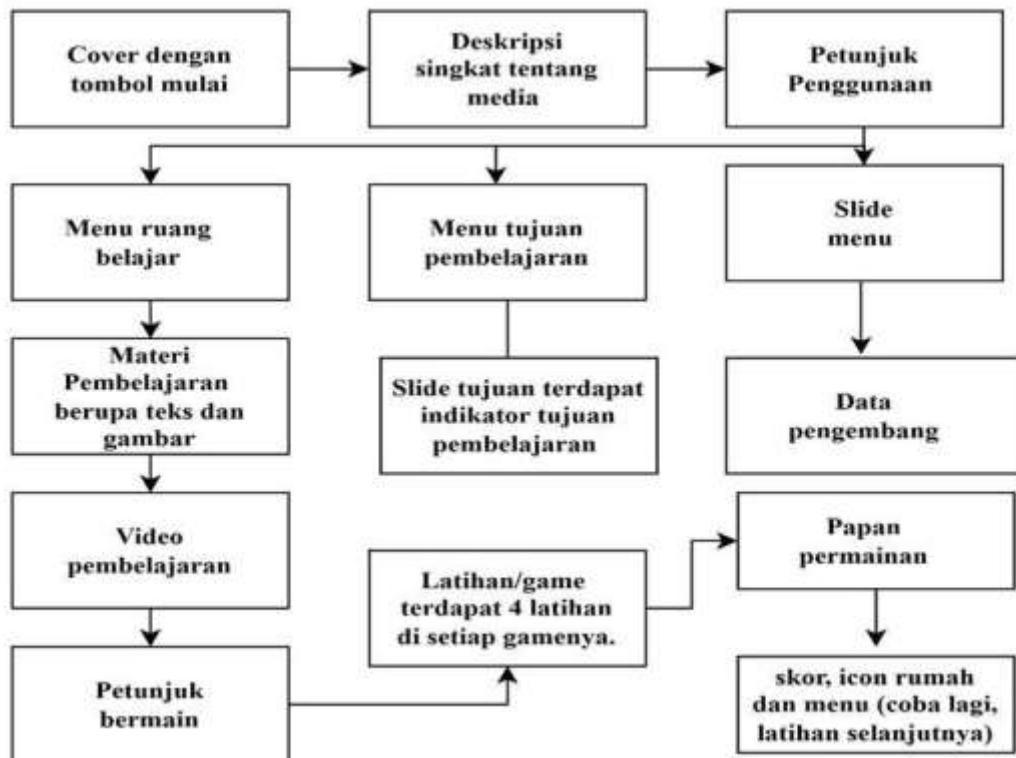 Cover dengan
tombol mulai
Deskripsi
singkat tentang
media
Petunjuk
Penggunaan
Menu ruang
belajar
Menu tujuan
pembelajaran
Slide
menu
Materi
Pembelajaran
berupa teks dan
gambar
Slide tujuan terdapat
indikator tujuan
pembelajaran
Data
pengembang
Video
pembelajaran
Latihan/game
terdapat 4 latihan
di setiap gamenya.
Papan
permainan
Petunjuk
bermain
skor, icon rumah
dan menu (coba lagi,
latihan selanjutnya)